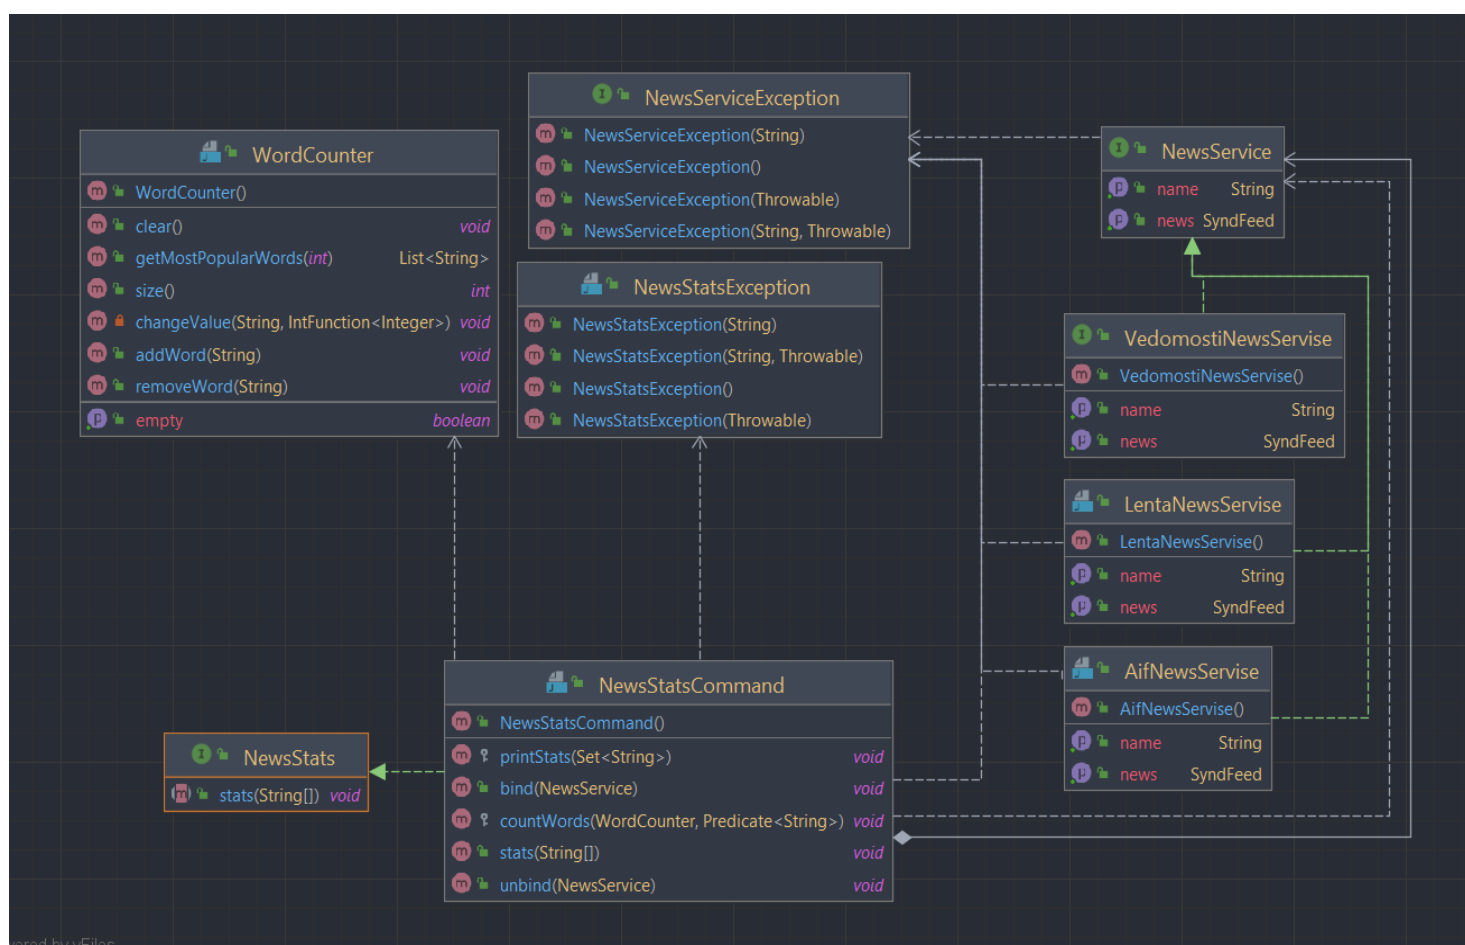 NewsServiceException
NewsServiceException(String)
NewsServiceException()
NewsServiceException(Throwable)
NewsServiceException(String, Throwable)
WordCounter
WordCounter()
clear() void
getMostPopularWords(int) List<String>
size() int
changeValue(String, IntFunction<Integer>) void
addWord(String) void
removeWord(String) void
empty boolean
NewsService
name String
news SyndFeed
NewsStatsException
NewsStatsException(String)
NewsStatsException(String, Throwable)
NewsStatsException()
NewsStatsException(Throwable)
VedomostiNewsServise
VedomostiNewsServise()
name String
news SyndFeed
LentaNewsServise
LentaNewsServise()
name String
news SyndFeed
AifNewsServise
AifNewsServise()
name String
news SyndFeed
NewsStatsCommand
NewsStatsCommand()
printStats(Set<String>) void
bind(NewsService) void
countWords(WordCounter, Predicate<String>) void
stats(String[]) void
unbind(NewsService) void
NewsStats
stats(String[]) void